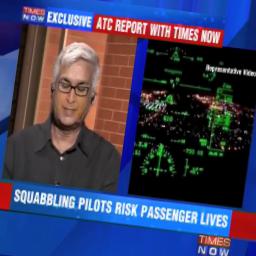 TIMES
NOW
EXCLUSIVE ATC REPORT WITH TIMES NOW
Representative Video
SQUABBLING PILOTS RISK PASSENGER LIVES
TIMES
NOW